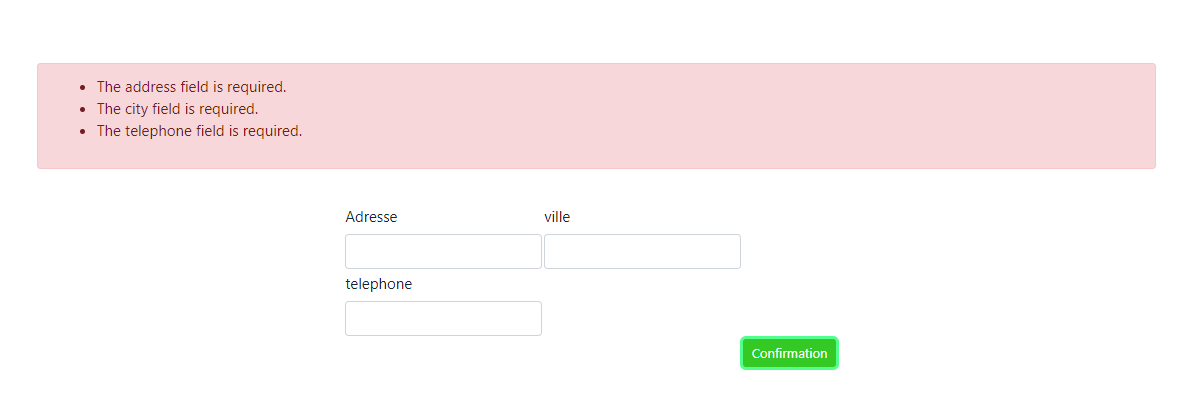 The address field is required.
The city field is required.
The telephone field is required.
Adresse ville
telephone
Confirmation